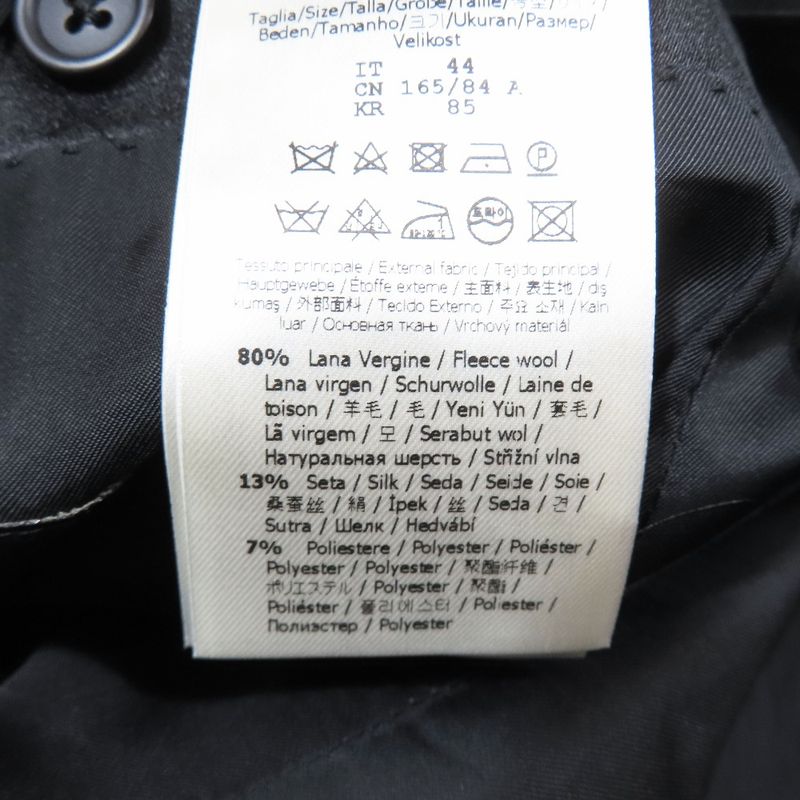 Taglia/Size/Talla/Größe/Taille/
Beden/Tamanho/크기/Ukuran/Размер/
Velikost
IT 44
CN 165/84 A
KR 85
P
드라이
Tessuto principale / External fabric / Tejido principal /
Hauptgewebe / Étoffe externe / 主面料 / 表生地 / dış
kumaş / 外部面料 / Tecido Externo / 주요 소재 / Kain
luar / Основная ткань / Vrchový materiál
80% Lana Vergine / Fleece wool /
Lana virgen / Schurwolle / Laine de
toison / 羊毛 / 毛 / Yeni Yün / 套毛 /
Lã virgem / 모 / Serabut wol /
Натуральная шерсть / Střížní vlna
13% Seta / Silk / Seda / Seide / Soie /
桑蚕丝 / 絹 / İpek / 丝 / Seda / 견 /
Sutra / Шелк / Hedvábí
7% Poliestere / Polyester / Poliéster /
Polyester / Polyester / 聚酯纤维 /
ポリエステル / Polyester / 聚酯 /
Poliéster / 폴리에스터 / Poliester /
Полиэстер / Polyester